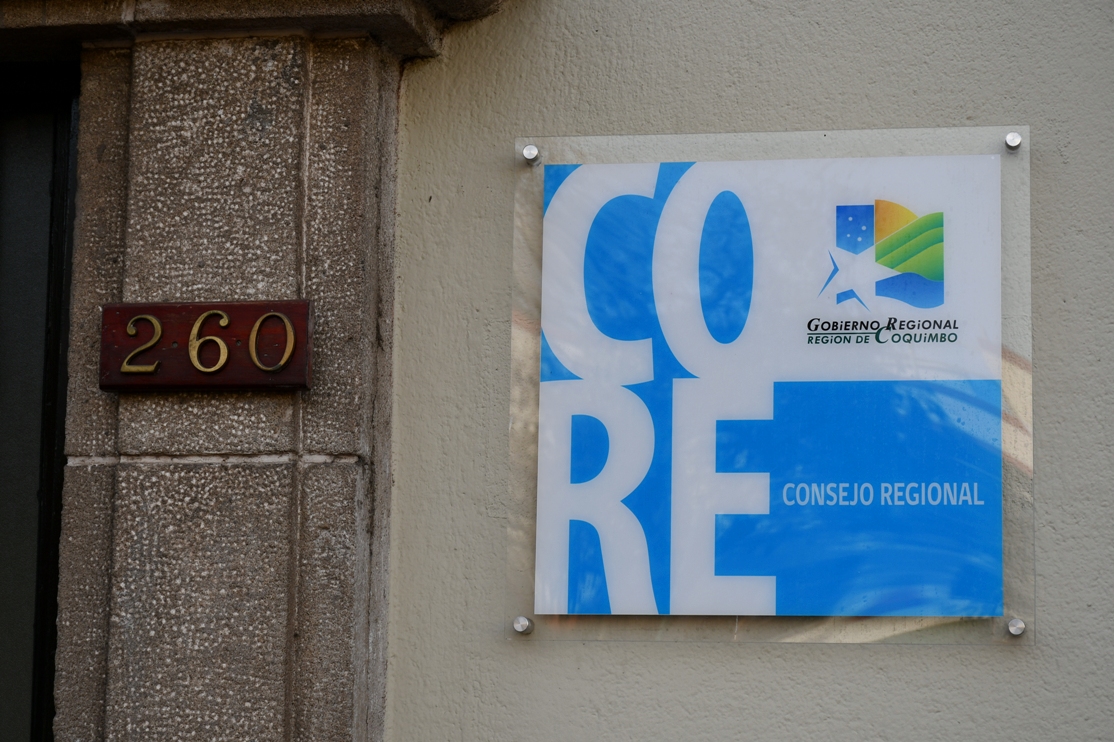 260
CO
RE
GOBiERNO REGiONAL
REGiON DE COQUiMBO
CONSEJO REGIONAL